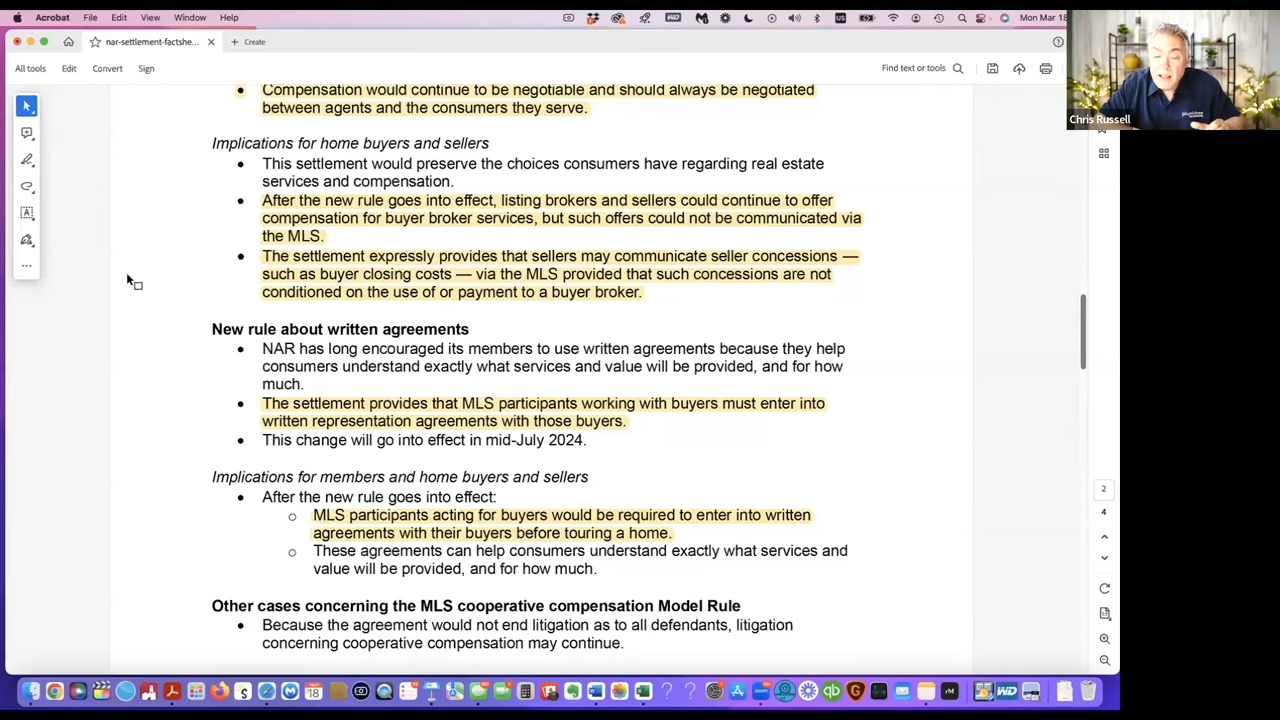 Acrobat File Edit View Window Help
Mon Mar 18
nar-settlement-factshe...
Create
All tools Edit Convert Sign
Find text or tools
Chris Russell
• Compensation would continue to be negotiable and should always be negotiated
between agents and the consumers they serve.
Implications for home buyers and sellers
• This settlement would preserve the choices consumers have regarding real estate
services and compensation.
• After the new rule goes into effect, listing brokers and sellers could continue to offer
compensation for buyer broker services, but such offers could not be communicated via
the MLS.
• The settlement expressly provides that sellers may communicate seller concessions —
such as buyer closing costs — via the MLS provided that such concessions are not
conditioned on the use of or payment to a buyer broker.
New rule about written agreements
• NAR has long encouraged its members to use written agreements because they help
consumers understand exactly what services and value will be provided, and for how
much.
• The settlement provides that MLS participants working with buyers must enter into
written representation agreements with those buyers.
• This change will go into effect in mid-July 2024.
Implications for members and home buyers and sellers
• After the new rule goes into effect:
○ MLS participants acting for buyers would be required to enter into written
agreements with their buyers before touring a home.
○ These agreements can help consumers understand exactly what services and
value will be provided, and for how much.
Other cases concerning the MLS cooperative compensation Model Rule
• Because the agreement would not end litigation as to all defendants, litigation
concerning cooperative compensation may continue.
2
4